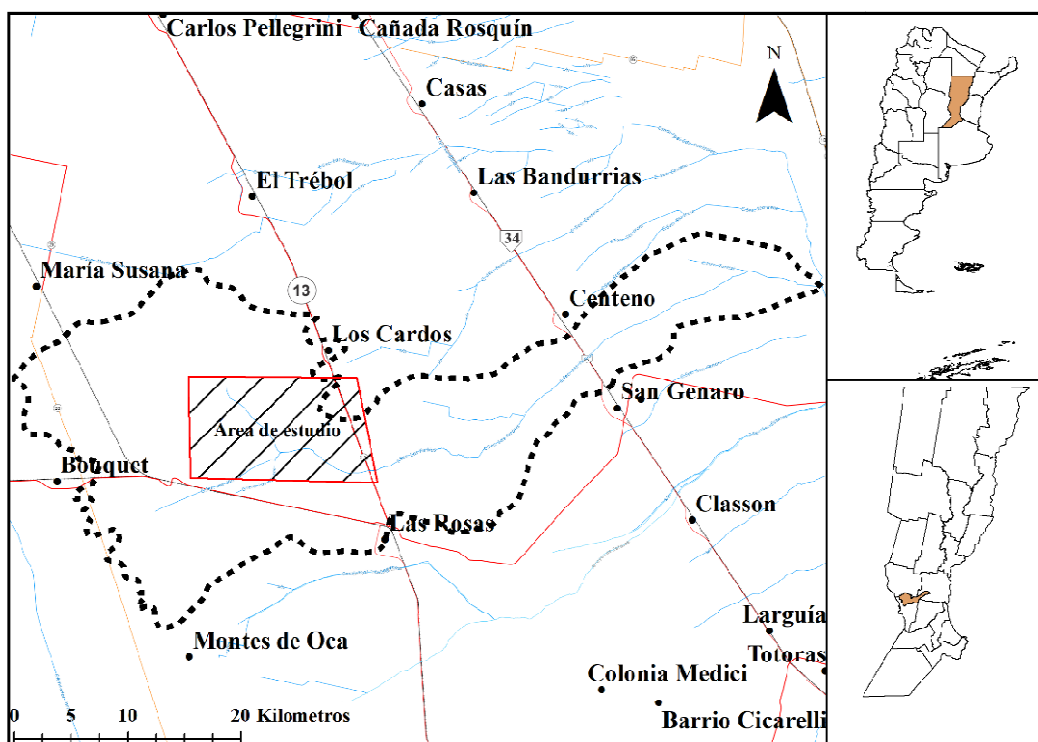 Carlos Pellegrini
Cañada Rosquín
N
Casas
El Trébol
Las Bandurrias
34
María Susana
13
Centeno
Los Cardos
San Genaro
Area de estudio
Bouquet
Classon
Las Rosas
Larguía
Montes de Oca
Totoras
Colonia Medici
Barrio Cicarelli
0 5 10 20 Kilometros